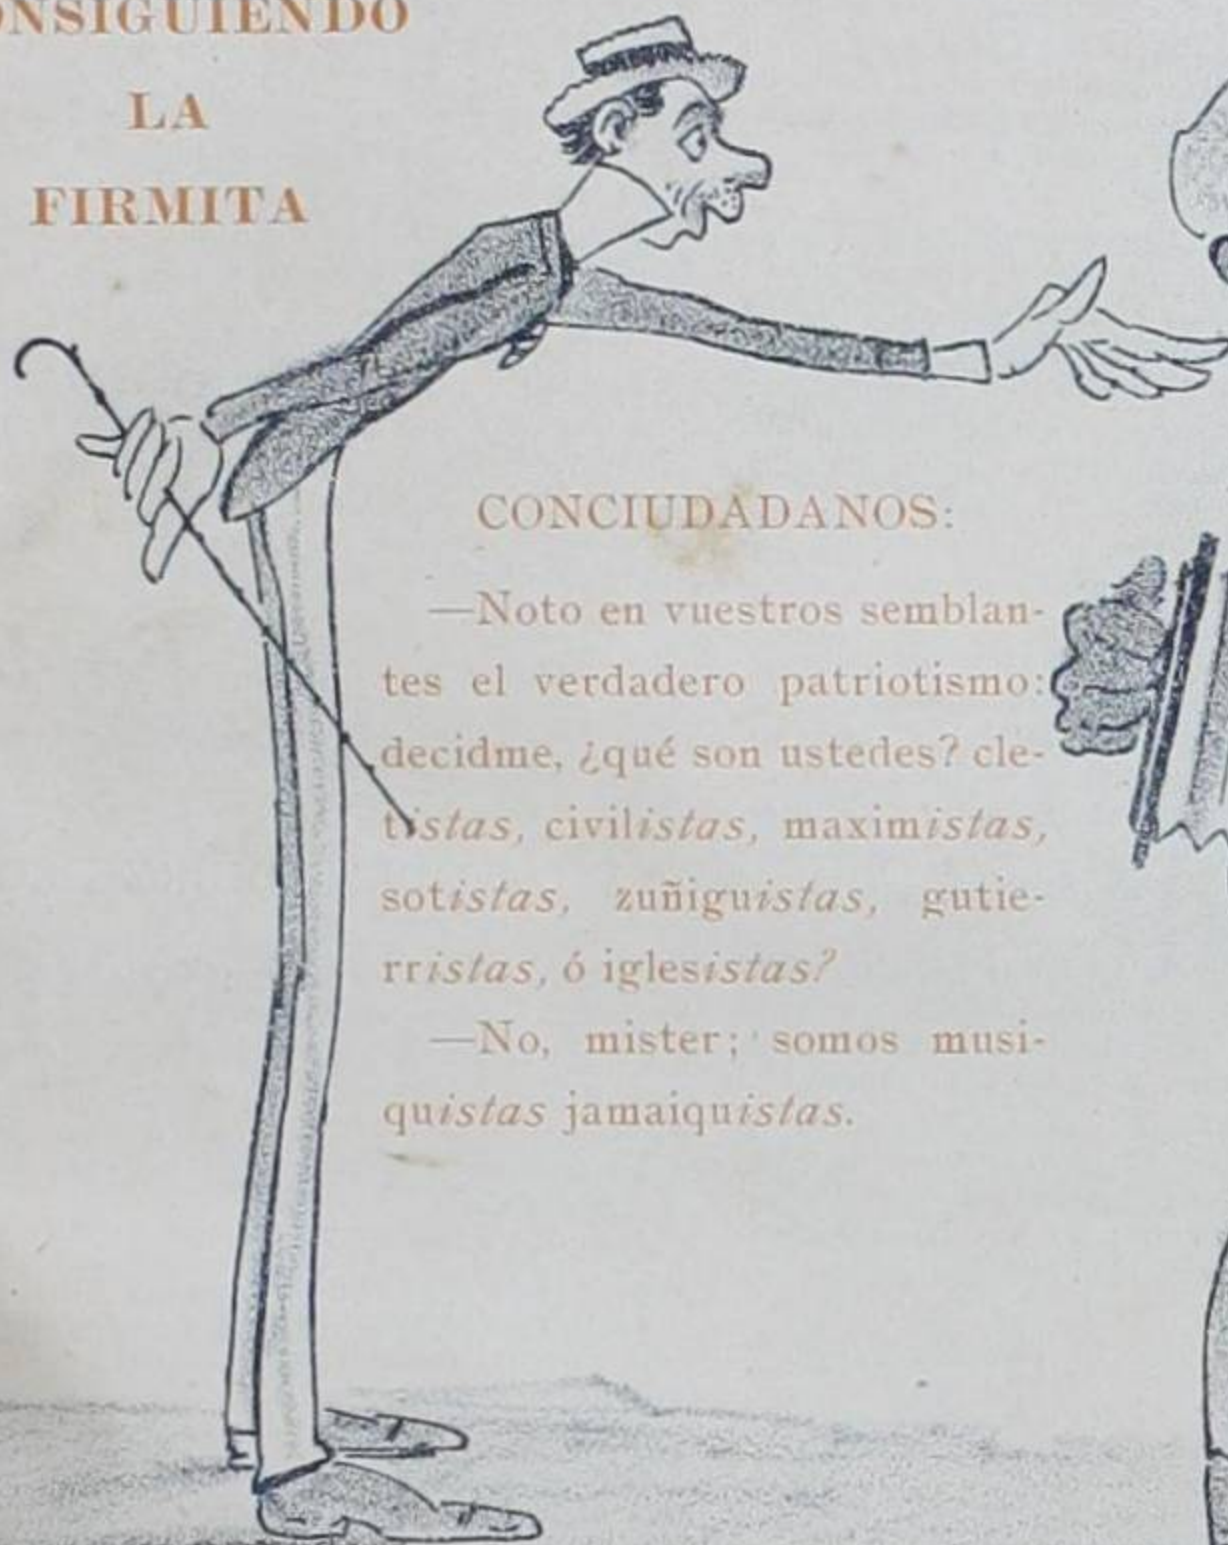 ONSIGUIENDO
LA
FIRMITA
CONCIUDADANOS:
—Noto en vuestros semblan-
tes el verdadero patriotismo:
decidme, ¿qué son ustedes? cle-
tistas, civilistas, maximistas,
sotistas, zuñiguistas, gutie-
rristas, ó iglesistas?
—No, mister; somos musi-
quistas jamaiquistas.